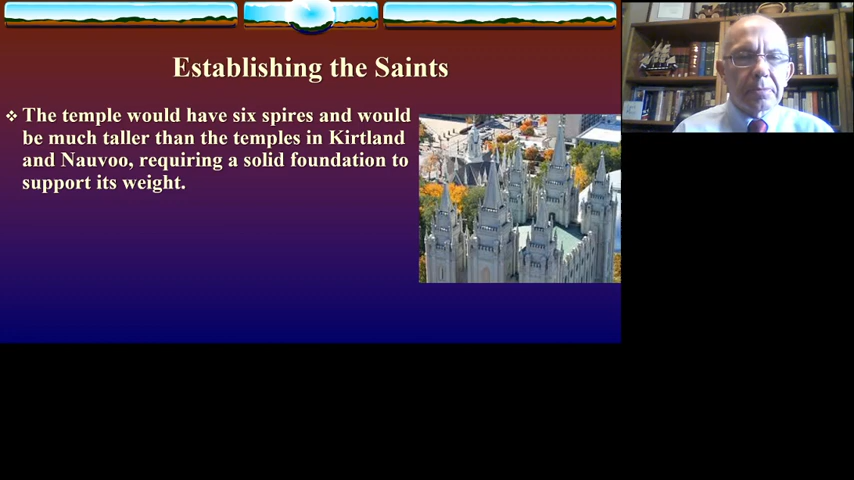 Establishing the Saints
❖ The temple would have six spires and would
be much taller than the temples in Kirtland
and Nauvoo, requiring a solid foundation to
support its weight.